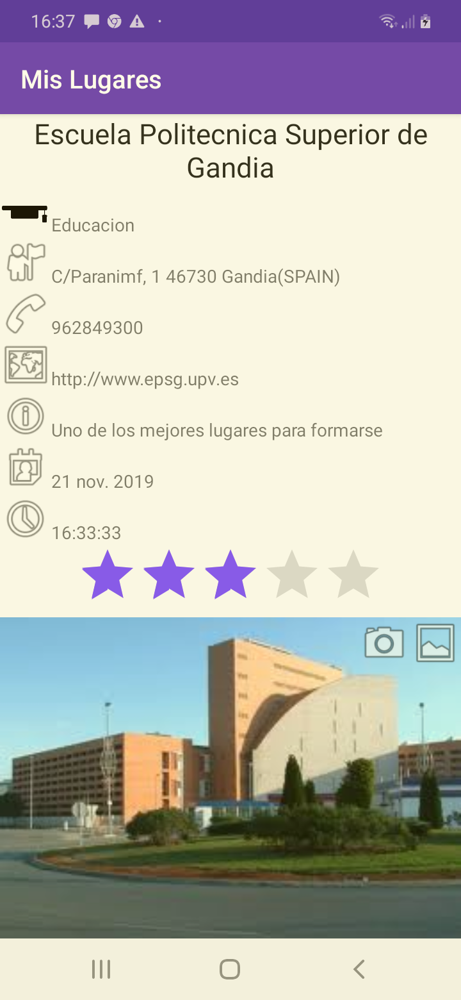 16:37
Mis Lugares
Escuela Politecnica Superior de
Gandia
Educacion
C/Paranimf, 1 46730 Gandia(SPAIN)
962849300
http://www.epsg.upv.es
Uno de los mejores lugares para formarse
21 nov. 2019
16:33:33